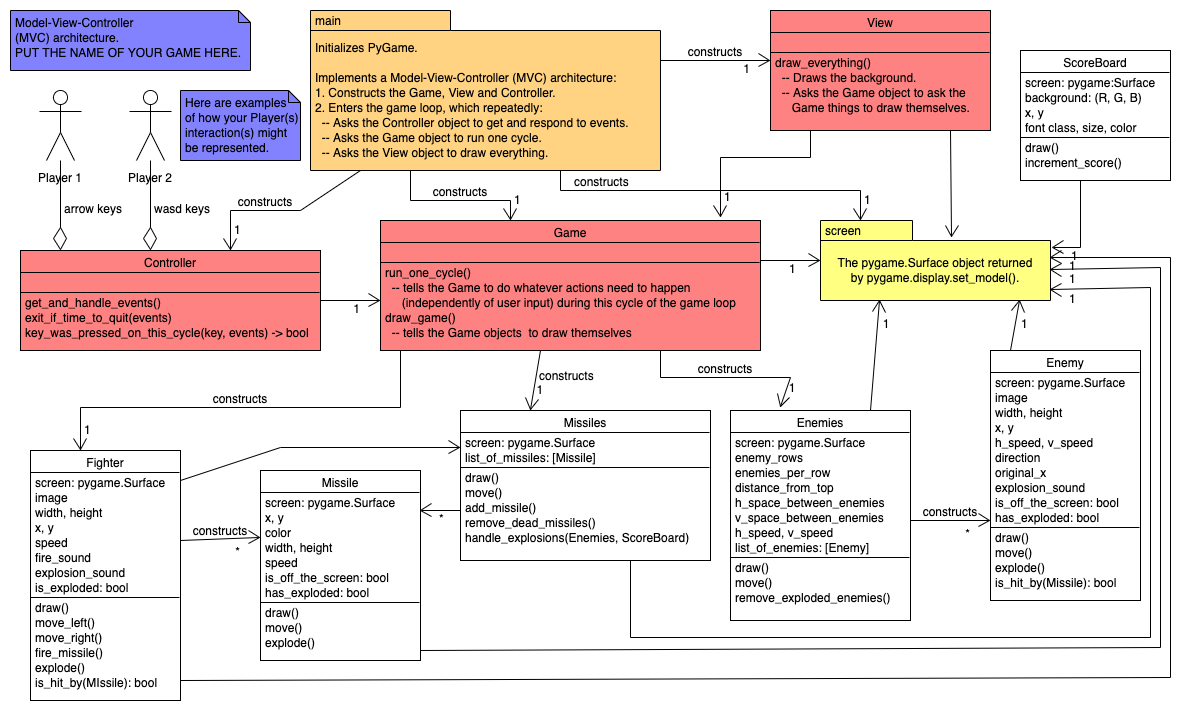 Model-View-Controller
(MVC) architecture.
PUT THE NAME OF YOUR GAME HERE.
Player 1
Player 2
Here are examples
of how your Player(s)
interaction(s) might
be represented.
arrow keys
wasd keys
main
Initializes PyGame.
Implements a Model-View-Controller (MVC) architecture:
1. Constructs the Game, View and Controller.
2. Enters the game loop, which repeatedly:
-- Asks the Controller object to get and respond to events.
-- Asks the Game object to run one cycle.
-- Asks the View object to draw everything.
constructs
1
View
draw_everything()
-- Draws the background.
-- Asks the Game object to ask the
Game things to draw themselves.
ScoreBoard
screen: pygame:Surface
background: (R, G, B)
x, y
font class, size, color
draw()
increment_score()
constructs
1
constructs
1
constructs
1
1
Controller
get_and_handle_events()
exit_if_time_to_quit(events)
key_was_pressed_on_this_cycle(key, events) -> bool
1
Game
run_one_cycle()
-- tells the Game to do whatever actions need to happen
(independently of user input) during this cycle of the game loop
draw_game()
-- tells the Game objects  to draw themselves
1
screen
The pygame.Surface object returned
by pygame.display.set_model().
1
1
1
1
1
constructs
1
constructs
1
constructs
1
Fighter
screen: pygame.Surface
image
width, height
x, y
speed
fire_sound
explosion_sound
is_exploded: bool
draw()
move_left()
move_right()
fire_missile()
explode()
is_hit_by(MIssile): bool
constructs
*
Missile
screen: pygame.Surface
x, y
color
width, height
speed
is_off_the_screen: bool
has_exploded: bool
draw()
move()
explode()
*
Missiles
screen: pygame.Surface
list_of_missiles: [Missile]
draw()
move()
add_missile()
remove_dead_missiles()
handle_explosions(Enemies, ScoreBoard)
Enemies
screen: pygame.Surface
enemy_rows
enemies_per_row
distance_from_top
h_space_between_enemies
v_space_between_enemies
h_speed, v_speed
list_of_enemies: [Enemy]
draw()
move()
remove_exploded_enemies()
constructs
*
Enemy
screen: pygame.Surface
image
width, height
x, y
h_speed, v_speed
direction
original_x
explosion_sound
is_off_the_screen: bool
has_exploded: bool
draw()
move()
explode()
is_hit_by(Missile): bool